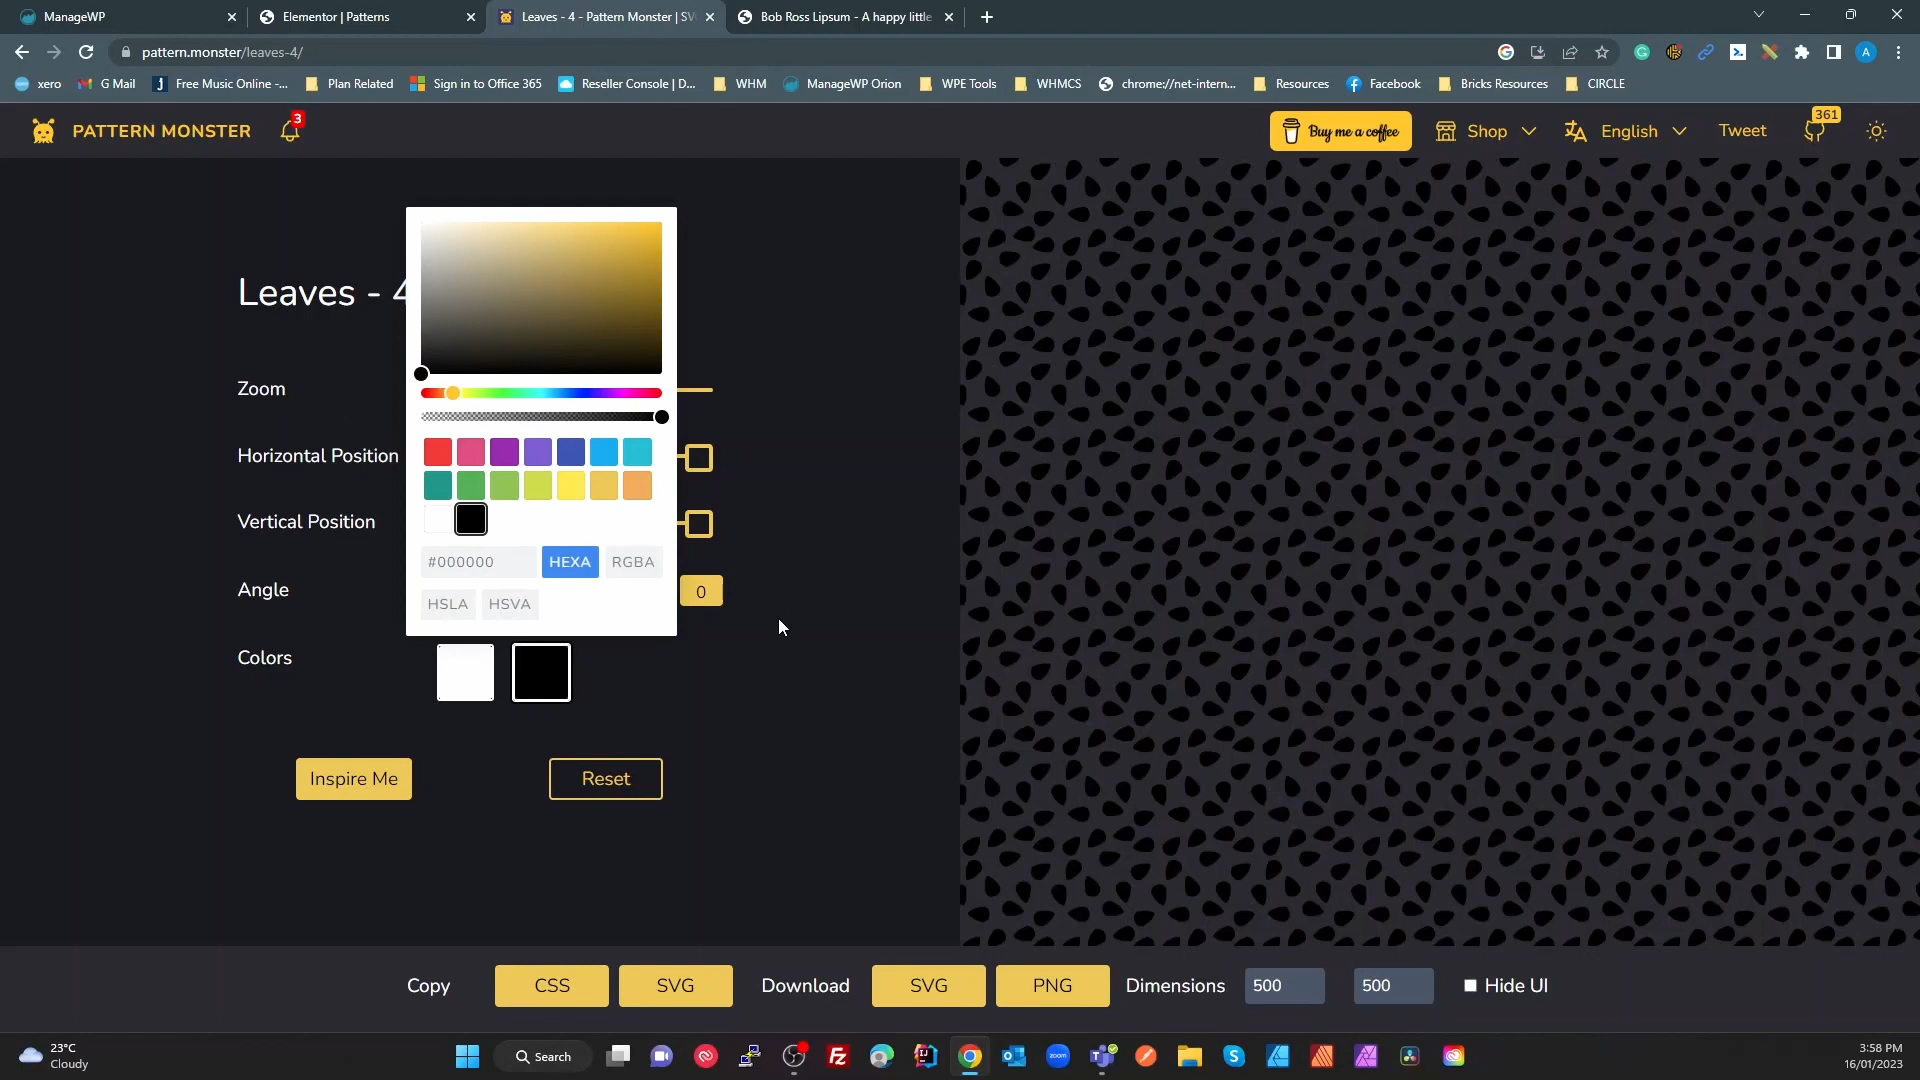 ManageWP
Elementor | Patterns
Leaves - 4 - Pattern Monster | SV
Bob Ross Lipsum - A happy little
pattern.monster/leaves-4/
A
xero
G Mail
Free Music Online -...
Plan Related
Sign in to Office 365
Reseller Console | D...
WHM
ManageWP Orion
WPE Tools
WHMCS
chrome://net-intern...
Resources
Facebook
Bricks Resources
CIRCLE
PATTERN MONSTER
3
Buy me a coffee
Shop
English
Tweet
361
Leaves - 4
Zoom
Horizontal Position
Vertical Position
Angle
0
Colors
#000000
HEXA
RGBA
HSLA
HSVA
Inspire Me
Reset
Copy
CSS
SVG
Download
SVG
PNG
Dimensions
500
500
Hide UI
23°C
Cloudy
Search
Fz
zoom
3:58 PM
16/01/2023